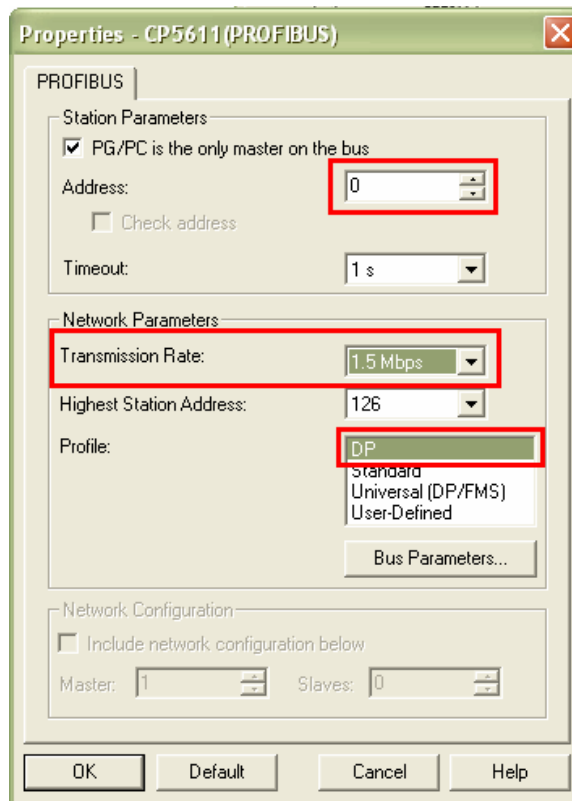 Properties - CP5611(PROFIBUS)
PROFIBUS
Station Parameters
PG/PC is the only master on the bus
Address: 0
Check address
Timeout: 1 s
Network Parameters
Transmission Rate: 1.5 Mbps
Highest Station Address: 126
Profile: DP
Standard
Universal (DP/FMS)
User-Defined
Bus Parameters...
Network Configuration
Include network configuration below
Master: 1 Slaves: 0
OK Default Cancel Help